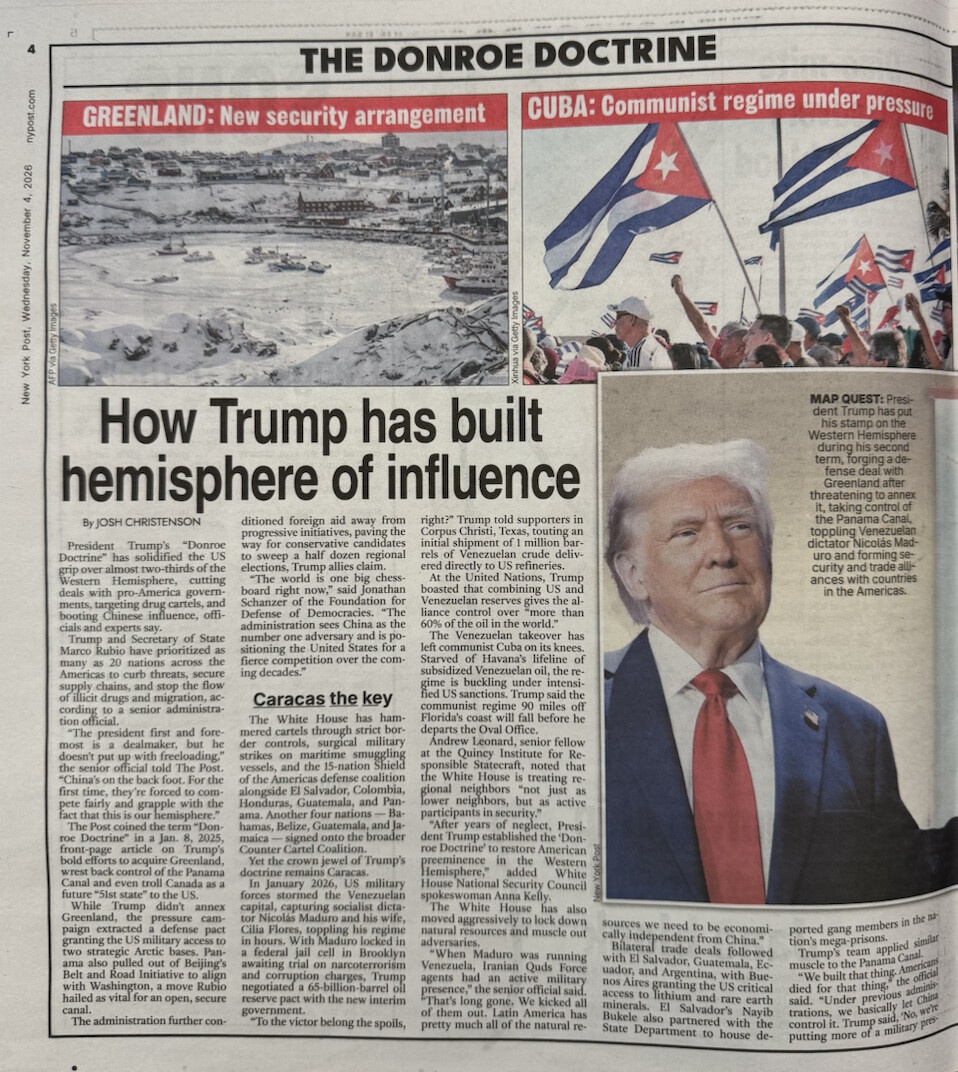 4
nypost.com
New York Post, Wednesday, November 4, 2026
THE DONROE DOCTRINE
GREENLAND: New security arrangement
AFP via Getty Images
CUBA: Communist regime under pressure
Xinhua via Getty Images
How Trump has built
hemisphere of influence
By JOSH CHRISTENSON
President Trump's “Donroe
Doctrine” has solidified the US
grip over almost two-thirds of the
Western Hemisphere, cutting
deals with pro-America govern-
ments, targeting drug cartels, and
booting Chinese influence, offi-
cials and experts say.
Trump and Secretary of State
Marco Rubio have prioritized as
many as 20 nations across the
Americas to curb threats, secure
supply chains, and stop the flow
of illicit drugs and migration, ac-
cording to a senior administra-
tion official.
“The president first and fore-
most is a dealmaker, but he
doesn't put up with freeloading,”
the senior official told The Post.
“China's on the back foot. For the
first time, they're forced to com-
pete fairly and grapple with the
fact that this is our hemisphere.”
The Post coined the term “Don-
roe Doctrine” in a Jan. 8, 2025,
front-page article on Trump's
bold efforts to acquire Greenland,
wrest back control of the Panama
Canal and even troll Canada as a
future “51st state” to the US.
While Trump didn't annex
Greenland, the pressure cam-
paign extracted a defense pact
granting the US military access to
two strategic Arctic bases. Pan-
ama also pulled out of Beijing's
Belt and Road Initiative to align
with Washington, a move Rubio
hailed as vital for an open, secure
canal.
The administration further con-
ditioned foreign aid away from
progressive initiatives, paving the
way for conservative candidates
to sweep a half dozen regional
elections, Trump allies claim.
“The world is one big chess-
board right now,” said Jonathan
Schanzer of the Foundation for
Defense of Democracies. “The
administration sees China as the
number one adversary and is po-
sitioning the United States for a
fierce competition over the com-
ing decades.”
Caracas the key
The White House has ham-
mered cartels through strict bor-
der controls, surgical military
strikes on maritime smuggling
vessels, and the 15-nation Shield
of the Americas defense coalition
alongside El Salvador, Colombia,
Honduras, Guatemala, and Pan-
ama. Another four nations — Ba-
hamas, Belize, Guatemala, and Ja-
maica — signed onto the broader
Counter Cartel Coalition.
Yet the crown jewel of Trump's
doctrine remains Caracas.
In January 2026, US military
forces stormed the Venezuelan
capital, capturing socialist dicta-
tor Nicolás Maduro and his wife,
Cilia Flores, toppling his regime
in hours. With Maduro locked in
a federal jail cell in Brooklyn
awaiting trial on narcoterrorism
and corruption charges, Trump
negotiated a 65-billion-barrel oil
reserve pact with the new interim
government.
“To the victor belong the spoils,
right?” Trump told supporters in
Corpus Christi, Texas, touting an
initial shipment of 1 million bar-
rels of Venezuelan crude deliv-
ered directly to US refineries.
At the United Nations, Trump
boasted that combining US and
Venezuelan reserves gives the al-
liance control over “more than
60% of the oil in the world.”
The Venezuelan takeover has
left communist Cuba on its knees.
Starved of Havana's lifeline of
subsidized Venezuelan oil, the re-
gime is buckling under intensi-
fied US sanctions. Trump said the
communist regime 90 miles off
Florida's coast will fall before he
departs the Oval Office.
Andrew Leonard, senior fellow
at the Quincy Institute for Re-
sponsible Statecraft, noted that
the White House is treating re-
gional neighbors “not just as
lower neighbors, but as active
participants in security.”
“After years of neglect, Presi-
dent Trump established the ‘Don-
roe Doctrine’ to restore American
preeminence in the Western
Hemisphere,” added White
House National Security Council
spokeswoman Anna Kelly.
The White House has also
moved aggressively to lock down
natural resources and muscle out
adversaries.
“When Maduro was running
Venezuela, Iranian Quds Force
agents had an active military
presence,” the senior official said.
“That's long gone. We kicked all
of them out. Latin America has
pretty much all of the natural re-
sources we need to be economi-
cally independent from China.”
Bilateral trade deals followed
with El Salvador, Guatemala, Ec-
uador, and Argentina, with Bue-
nos Aires granting the US critical
access to lithium and rare earth
minerals. El Salvador's Nayib
Bukele also partnered with the
State Department to house de-
ported gang members in the na-
tion's mega-prisons.
Trump's team applied similar
muscle to the Panama Canal.
“We built that thing. Americans
died for that thing,” the official
said. “Under previous adminis-
trations, we basically let China
control it. Trump said, ‘No, we're
putting more of a military pres-
MAP QUEST: Presi-
dent Trump has put
his stamp on the
Western Hemisphere
during his second
term, forging a de-
fense deal with
Greenland after
threatening to annex
it, taking control of
the Panama Canal,
toppling Venezuelan
dictator Nicolás Mad-
uro and forming se-
curity and trade alli-
ances with countries
in the Americas.
New York Post